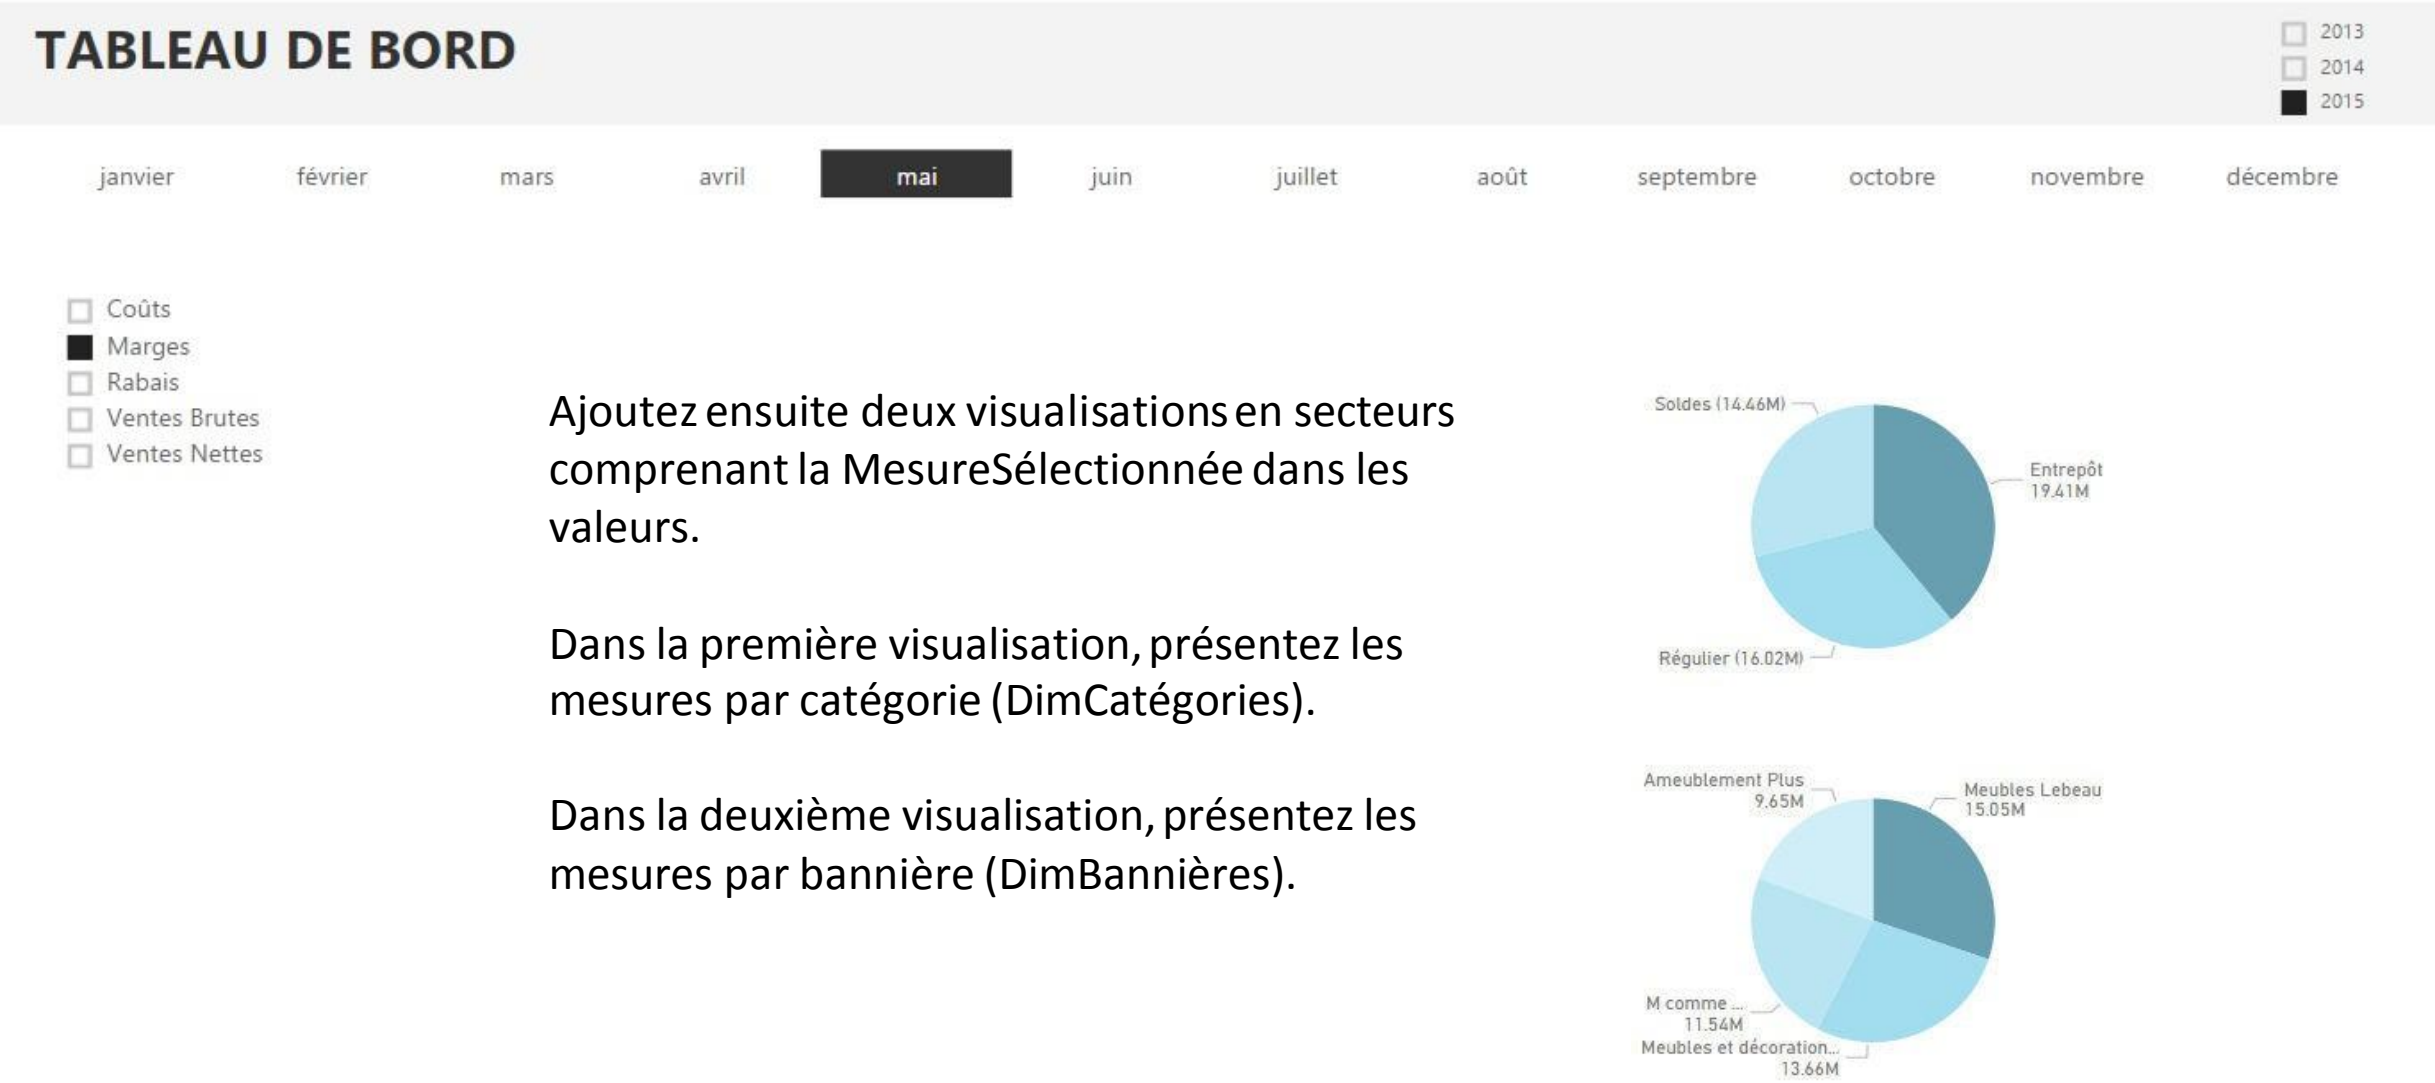 TABLEAU DE BORD
2013
2014
2015
janvier février mars avril mai juin juillet août septembre octobre novembre décembre
Coûts
Marges
Rabais
Ventes Brutes
Ventes Nettes
Ajoutez ensuite deux visualisations en secteurs
comprenant la MesureSélectionnée dans les
valeurs.
Dans la première visualisation, présentez les
mesures par catégorie (DimCatégories).
Dans la deuxième visualisation, présentez les
mesures par bannière (DimBannières).
Soldes (14.46M)
Entrepôt
19.41M
Régulier (16.02M)
Ameublement Plus
9.65M
Meubles Lebeau
15.05M
M comme ...
11.54M
Meubles et décoration...
13.66M